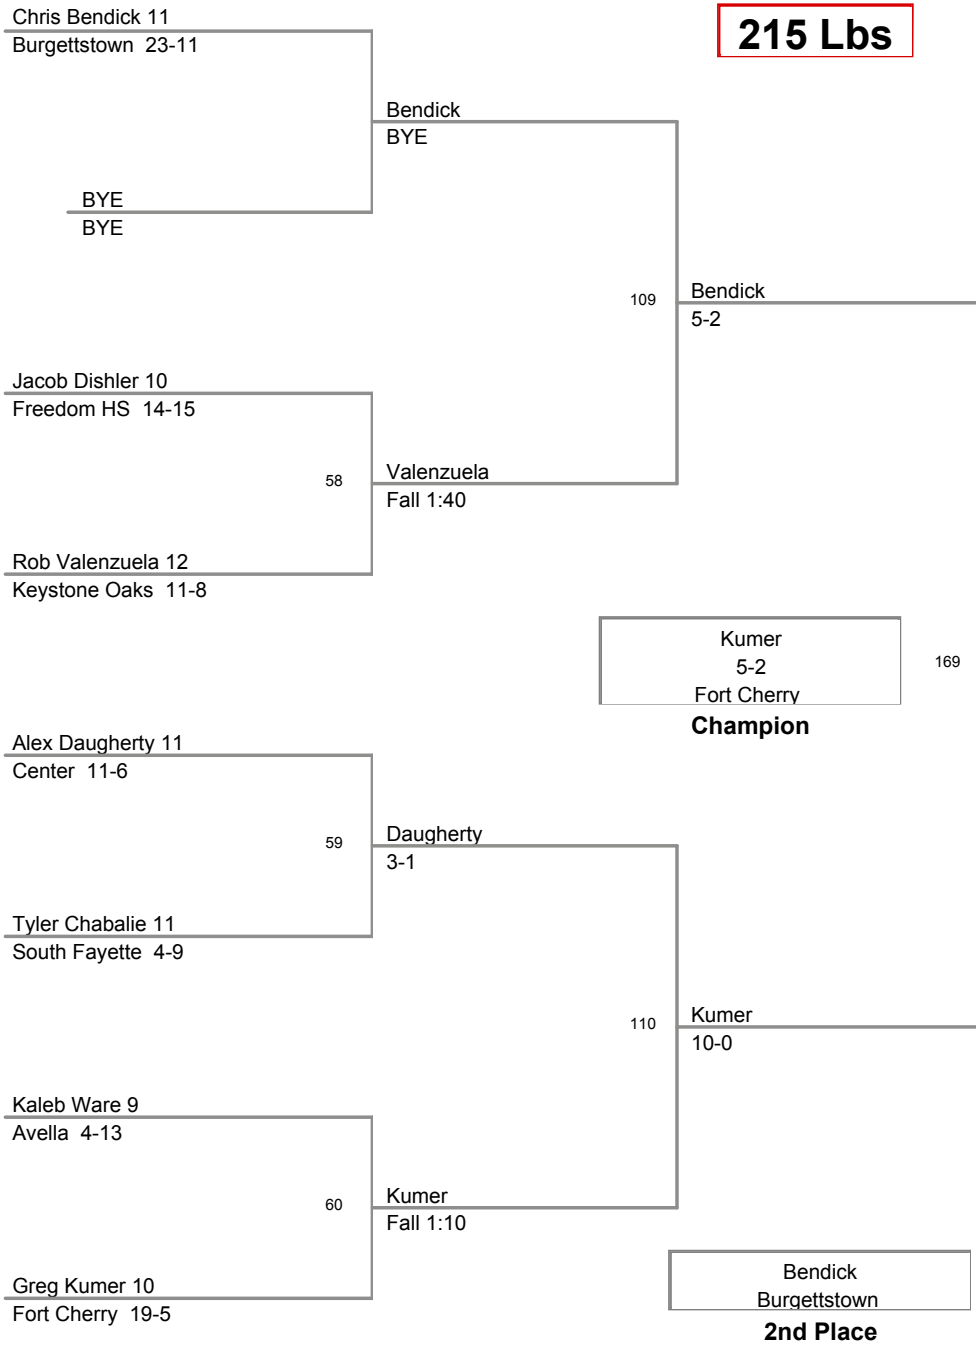 Chris Bendick 11
215 Lbs
Burgettstown 23-11
Bendick
BYE
BYE
BYE
109
Bendick
5-2
Jacob Dishler 10
Freedom HS 14-15
58
Valenzuela
Fall 1:40
Rob Valenzuela 12
Keystone Oaks 11-8
Kumer
5-2
Fort Cherry
169
Champion
Alex Daugherty 11
Center 11-6
59
Daugherty
3-1
Tyler Chabalie 11
South Fayette 4-9
110
Kumer
10-0
Kaleb Ware 9
Avella 4-13
60
Kumer
Fall 1:10
Greg Kumer 10
Fort Cherry 19-5
Bendick
Burgettstown
2nd Place